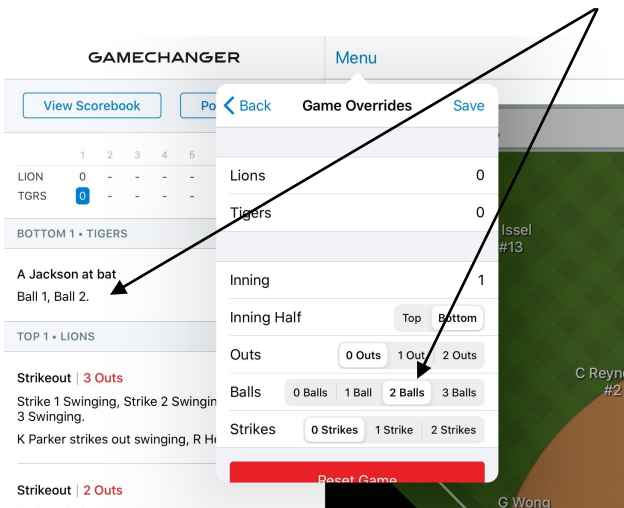 GAMECHANGER
Menu
View Scorebook
Po
Back
Game Overrides
Save
1 2 3 4 5
LION 0 - - - -
TGRS 0 - - - -
BOTTOM 1 • TIGERS
A Jackson at bat
Ball 1, Ball 2.
TOP 1 • LIONS
Strikeout | 3 Outs
Strike 1 Swinging, Strike 2 Swingin
3 Swinging.
K Parker strikes out swinging, R H
Strikeout | 2 Outs
Lions 0
Tigers 0
Inning 1
Inning Half Top Bottom
Outs 0 Outs 1 Out 2 Outs
Balls 0 Balls 1 Ball 2 Balls 3 Balls
Strikes 0 Strikes 1 Strike 2 Strikes
Reset Game
Issel
#13
C Reyn
#2
G Wong